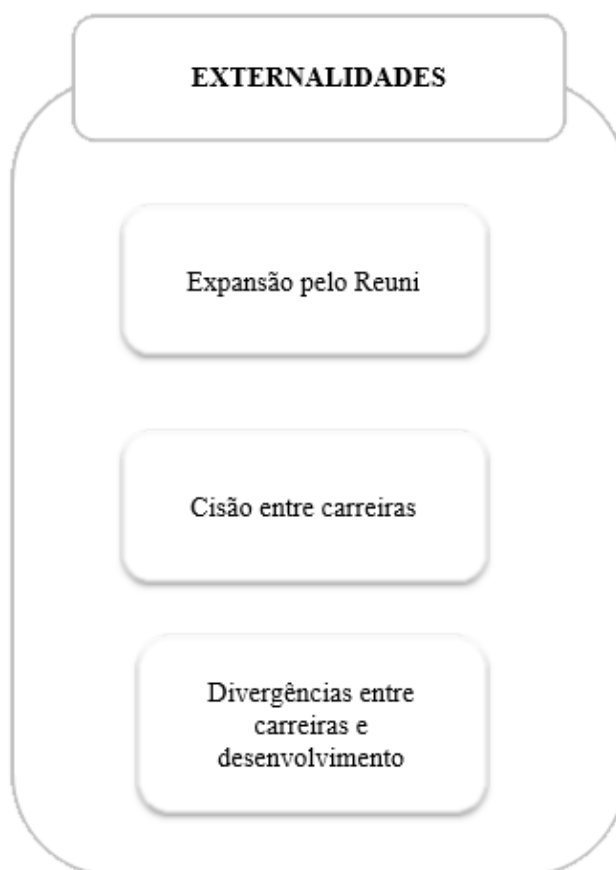 EXTERNALIDADES
Expansão pelo Reuni
Cisão entre carreiras
Divergências entre
carreiras e
desenvolvimento